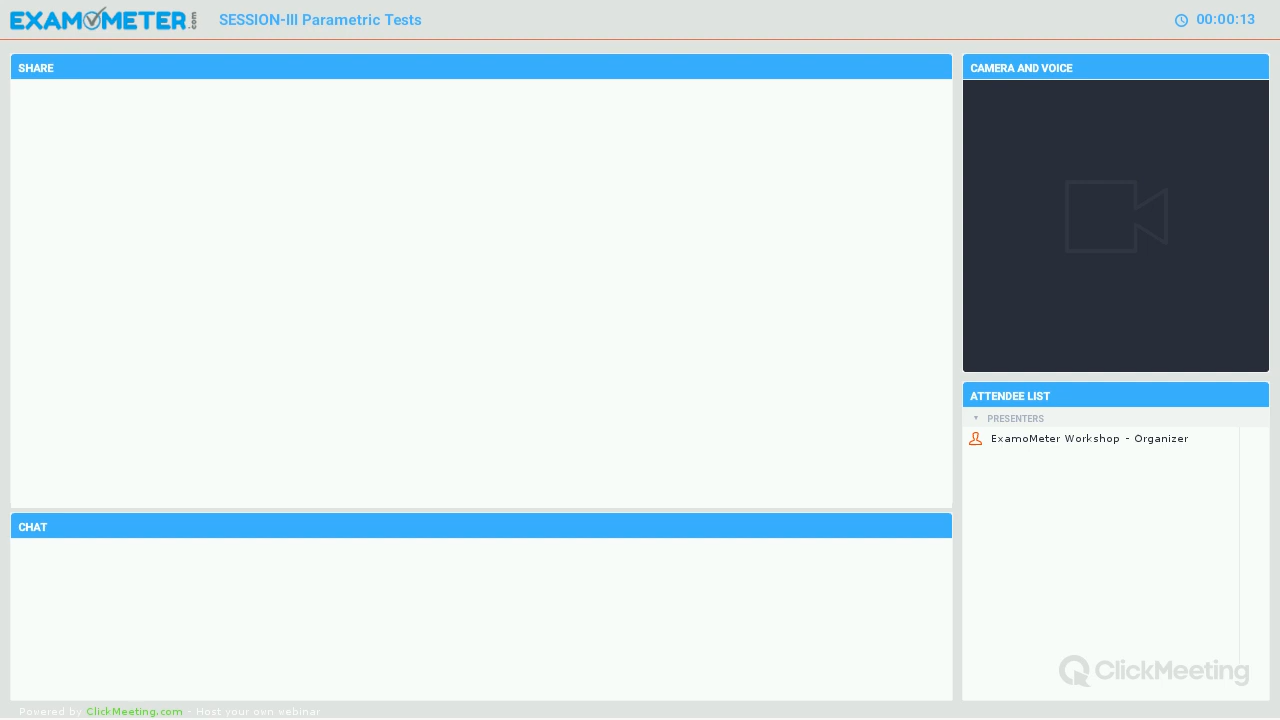 EXAMOMETER.com
SESSION-III Parametric Tests
00:00:13
SHARE
CAMERA AND VOICE
ATTENDEE LIST
PRESENTERS
ExamoMeter Workshop - Organizer
CHAT
ClickMeeting
Powered by ClickMeeting.com - Host your own webinar